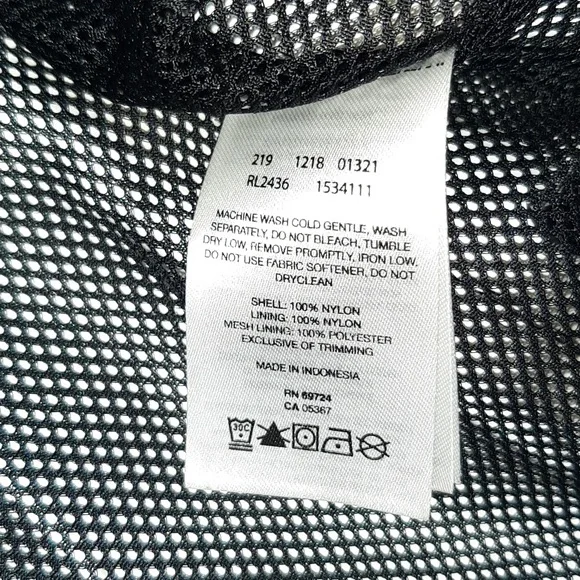 219 1218 01321
RL2436 1534111
MACHINE WASH COLD GENTLE, WASH
SEPARATELY, DO NOT BLEACH, TUMBLE
DRY LOW, REMOVE PROMPTLY, IRON LOW,
DO NOT USE FABRIC SOFTENER, DO NOT
DRYCLEAN
SHELL: 100% NYLON
LINING: 100% NYLON
MESH LINING: 100% POLYESTER
EXCLUSIVE OF TRIMMING
MADE IN INDONESIA
RN 69724
CA 05367
30C